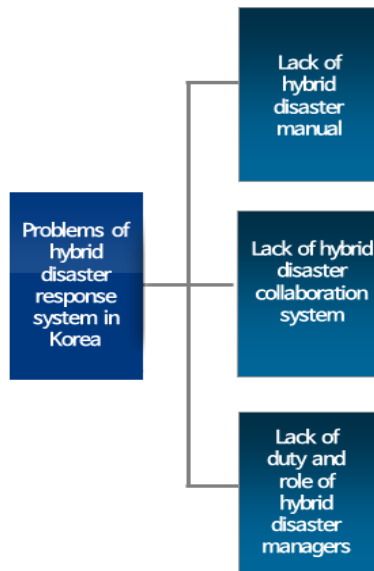 Lack of
hybrid
disaster
manual
Problems of
hybrid
disaster
response
system in
Korea
Lack of hybrid
disaster
collaboration
system
Lack of
duty and
role of
hybrid
disaster
managers